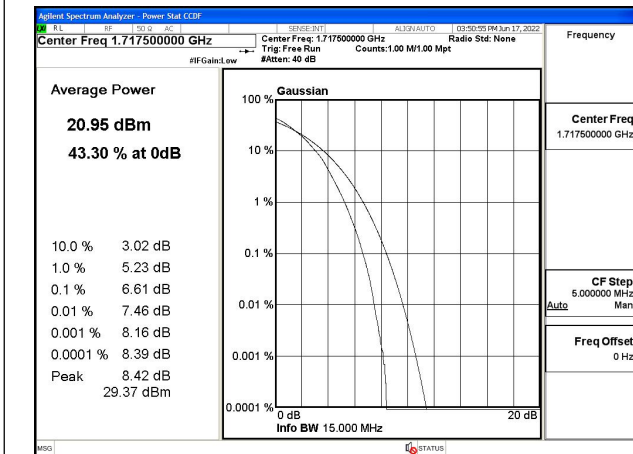 Agilent Spectrum Analyzer - Power Stat CCDF
RL RF 50 Ω AC SENSE:INT ALIGN AUTO 03:50:55 PM Jun 17, 2022
Center Freq 1.717500000 GHz
Center Freq: 1.717500000 GHz Radio Std: None
Trig: Free Run Counts:1.00 M/1.00 Mpt
#IFGain:Low #Atten: 40 dB
Frequency
Center Freq
1.717500000 GHz
CF Step
5.000000 MHz
Auto Man
Freq Offset
0 Hz
Average Power
20.95 dBm
43.30 % at 0dB
10.0 % 3.02 dB
1.0 % 5.23 dB
0.1 % 6.61 dB
0.01 % 7.46 dB
0.001 % 8.16 dB
0.0001 % 8.39 dB
Peak 8.42 dB
29.37 dBm
Gaussian
100 %
10 %
1 %
0.1 %
0.01 %
0.001 %
0.0001 %
0 dB 20 dB
Info BW 15.000 MHz
MSG STATUS